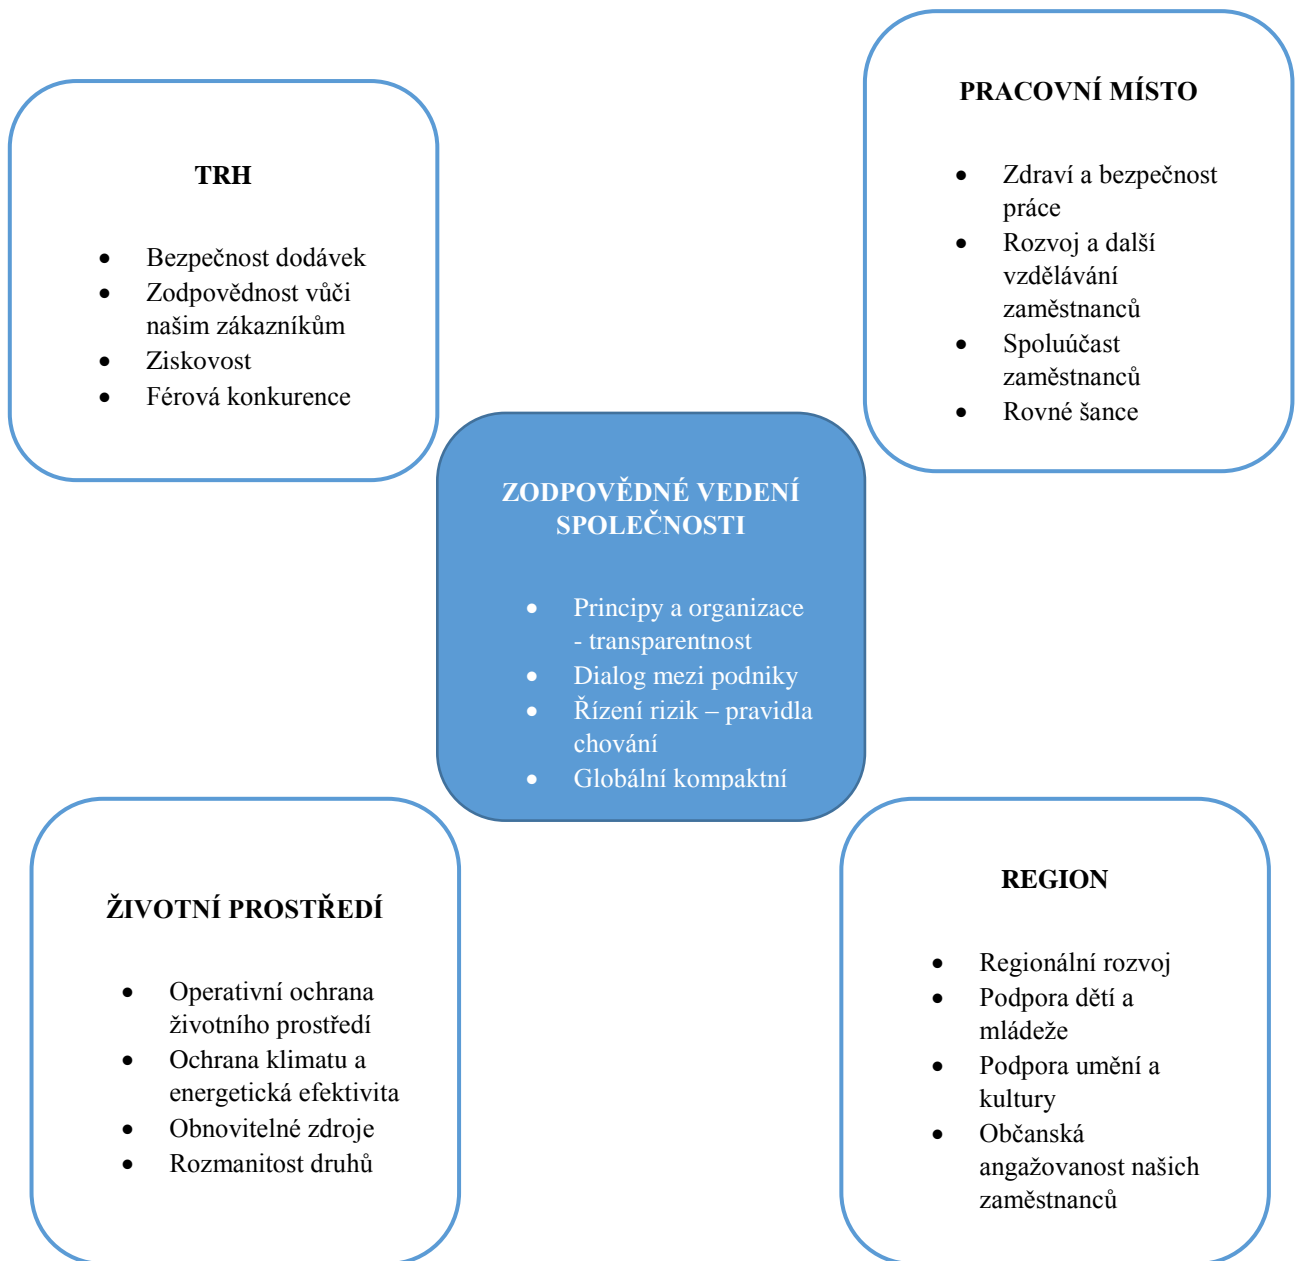 TRH
• Bezpečnost dodávek
• Zodpovědnost vůči
našim zákazníkům
• Ziskovost
• Férová konkurence
PRACOVNÍ MÍSTO
• Zdraví a bezpečnost
práce
• Rozvoj a další
vzdělávání
zaměstnanců
• Spoluúčast
zaměstnanců
• Rovné šance
ZODPOVĚDNÉ VEDENÍ
SPOLEČNOSTI
• Principy a organizace
- transparentnost
• Dialog mezi podniky
• Řízení rizik – pravidla
chování
• Globální kompaktní
ŽIVOTNÍ PROSTŘEDÍ
• Operativní ochrana
životního prostředí
• Ochrana klimatu a
energetická efektivita
• Obnovitelné zdroje
• Rozmanitost druhů
REGION
• Regionální rozvoj
• Podpora dětí a
mládeže
• Podpora umění a
kultury
• Občanská
angažovanost našich
zaměstnanců